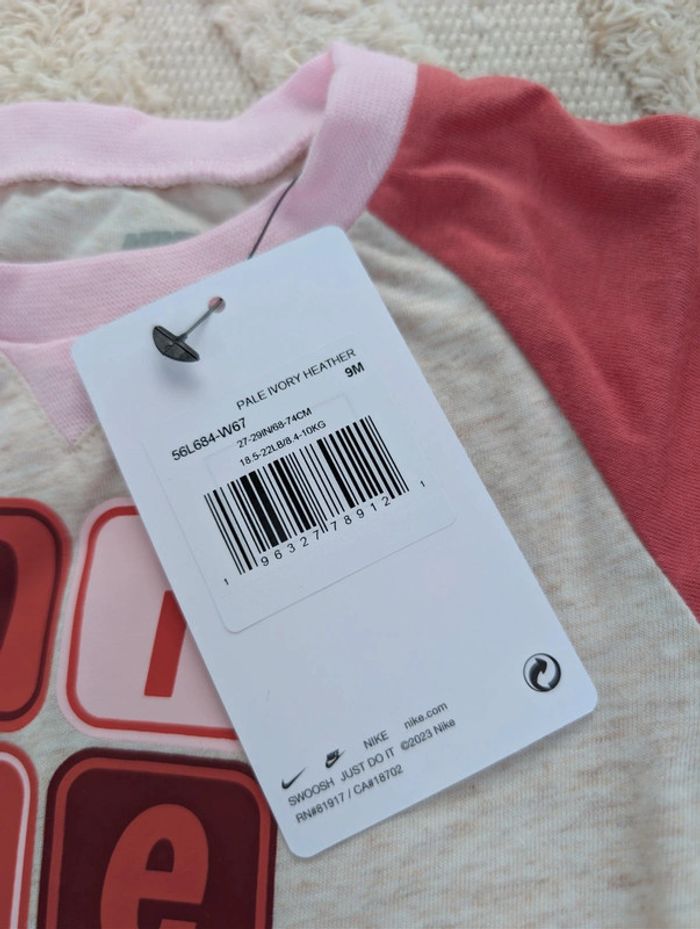 PALE IVORY HEATHER
9M
56L684-W67
27-29IN/68-74CM
18.5-22LB/8.4-10KG
1 96327 78912 1
NIKE nike.com
SWOOSH JUST DO IT ©2023 Nike
RN#81917 / CA#18702
i
e